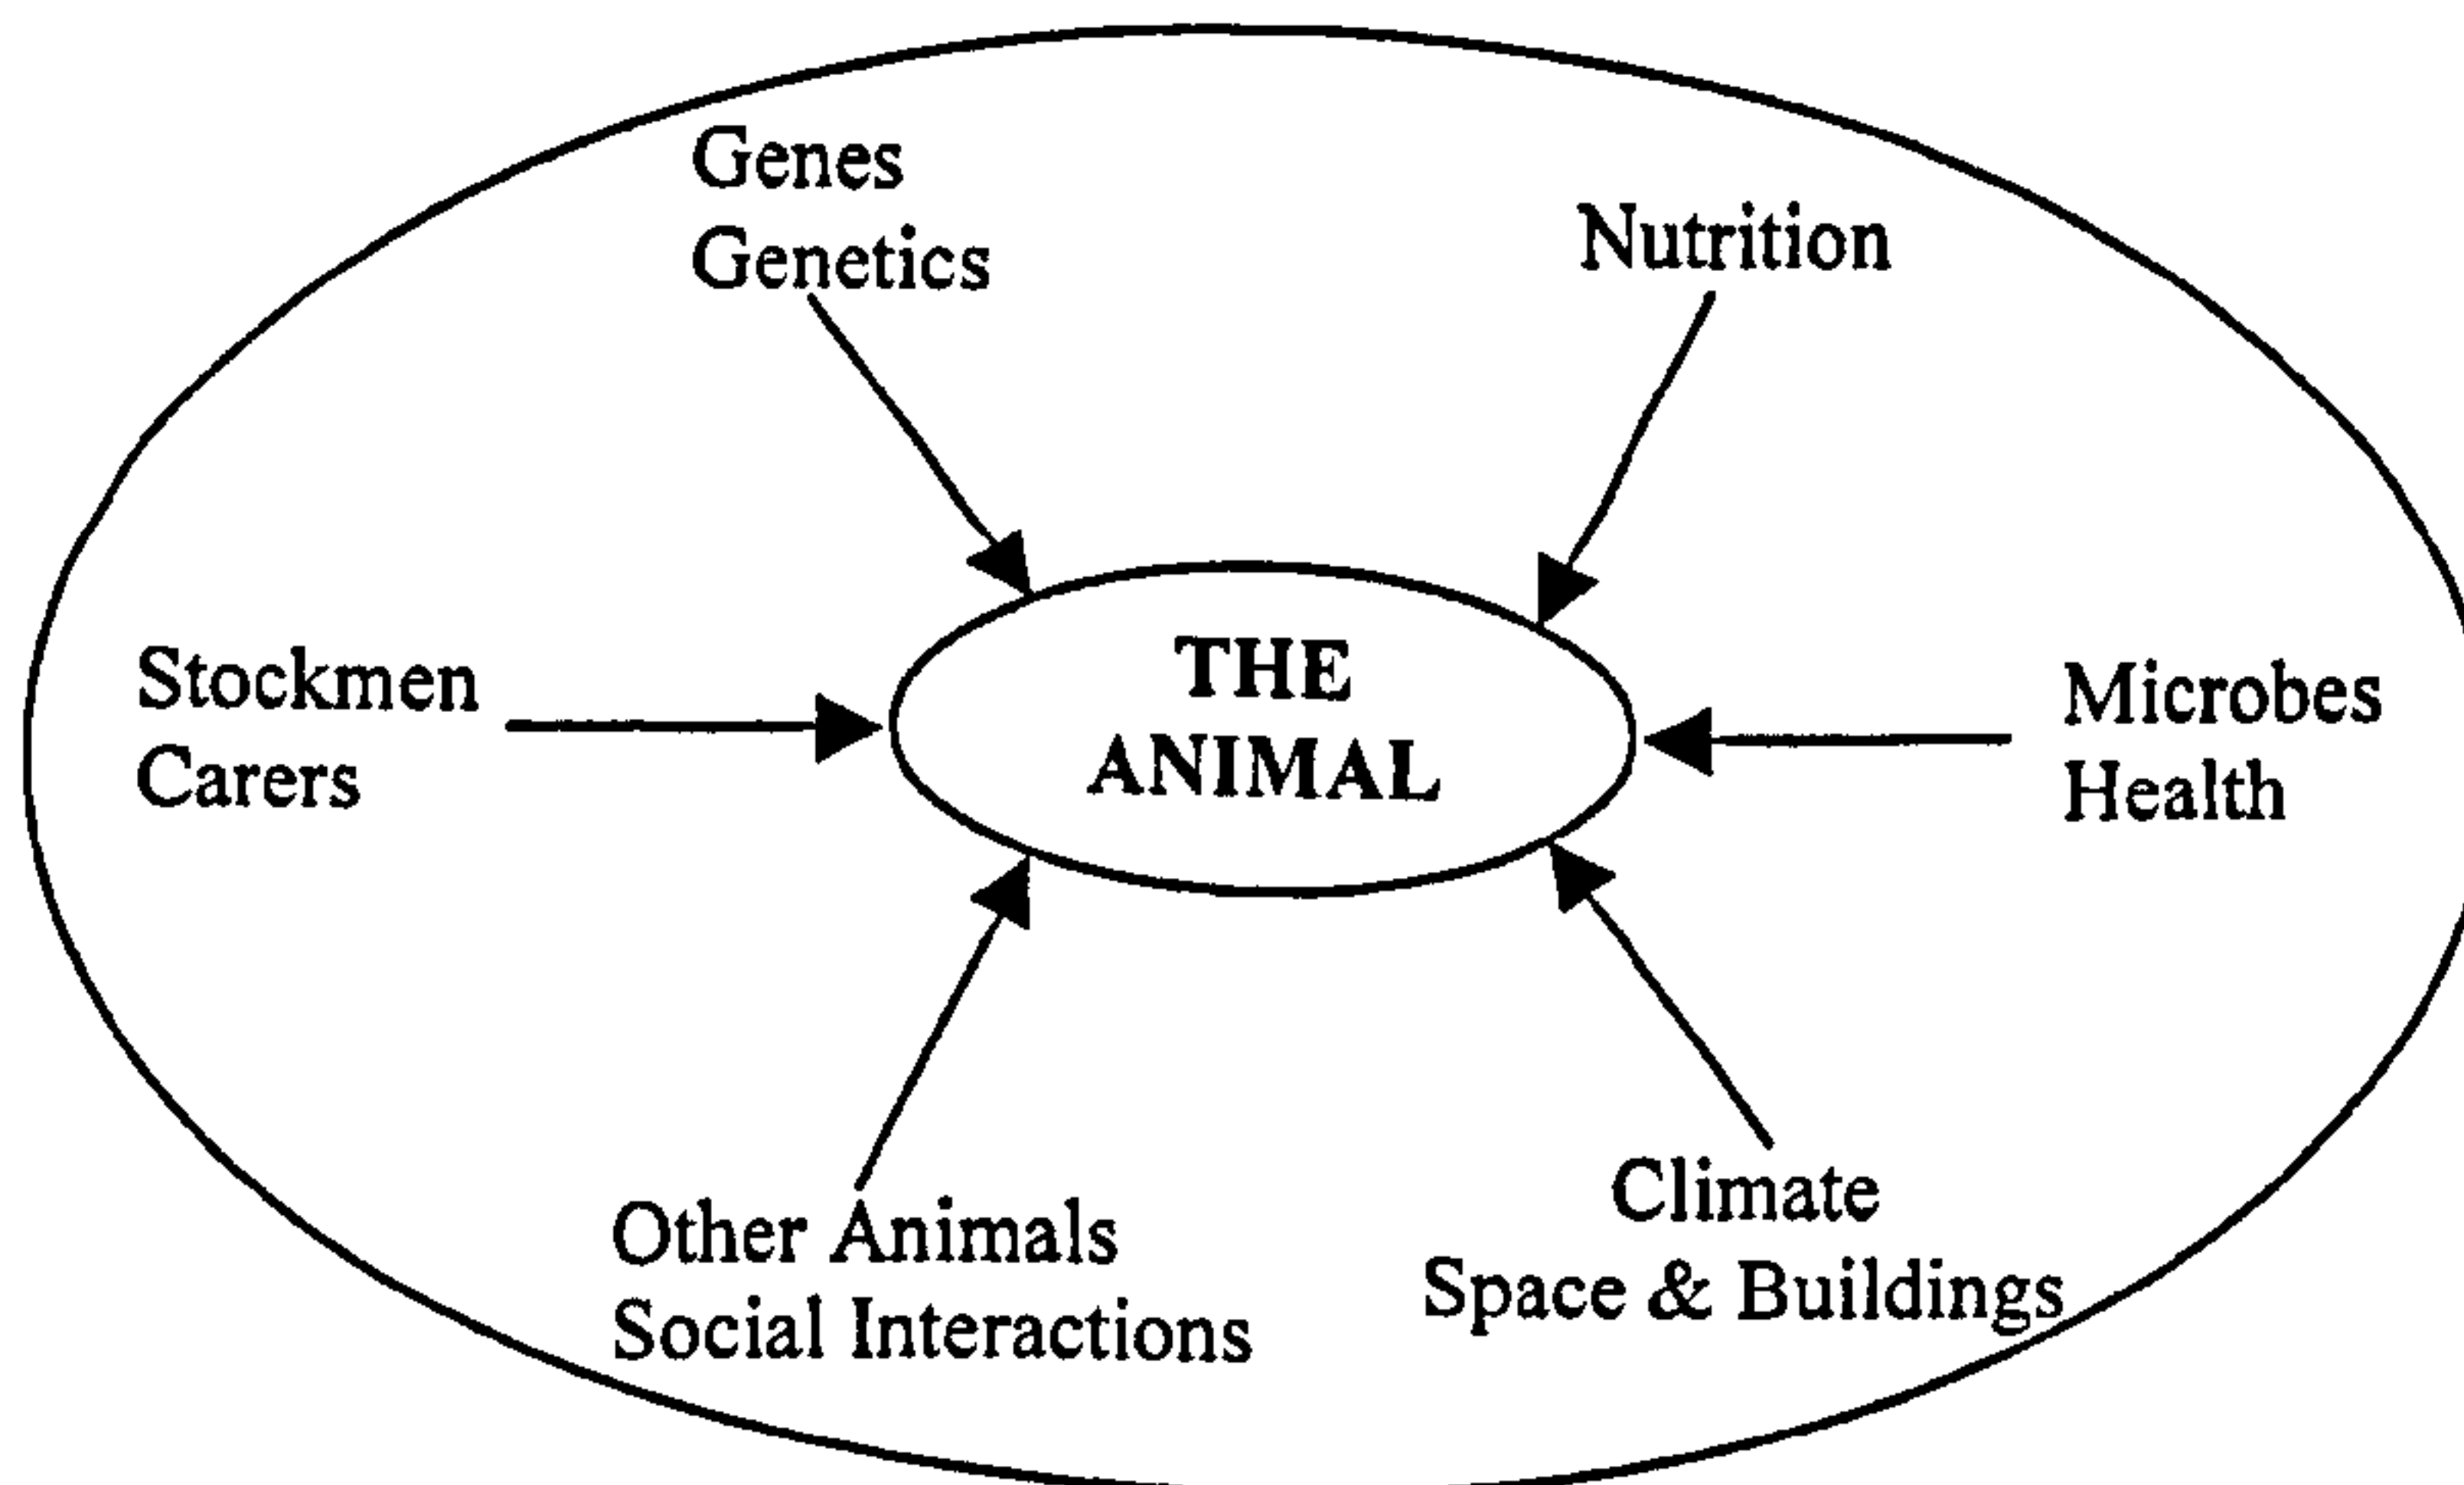 Genes
Genetics
Nutrition
Stockmen
Carers
THE
ANIMAL
Microbes
Health
Other Animals
Social Interactions
Climate
Space & Buildings